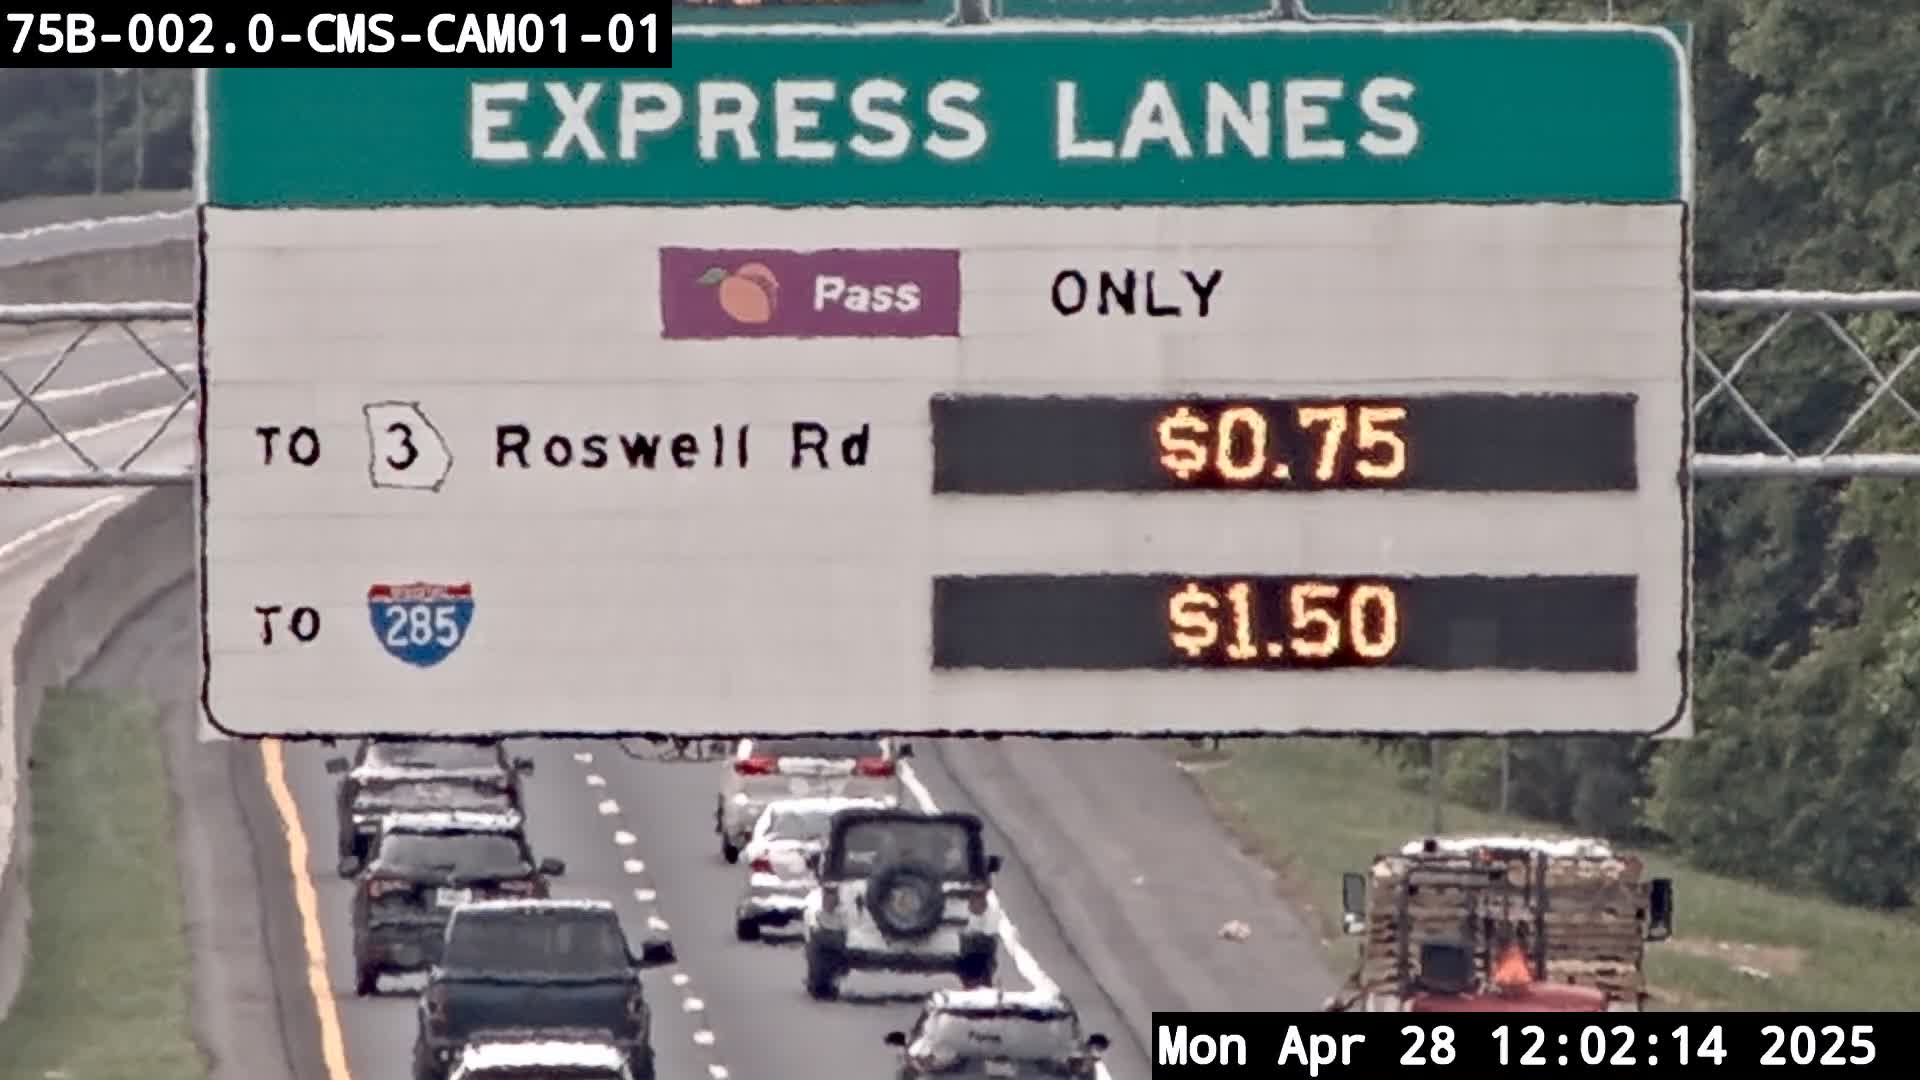 75B-002.0-CMS-CAM01-01
EXPRESS LANES
Pass ONLY
TO 3 Roswell Rd $0.75
TO 285 $1.50
Mon Apr 28 12:02:14 2025